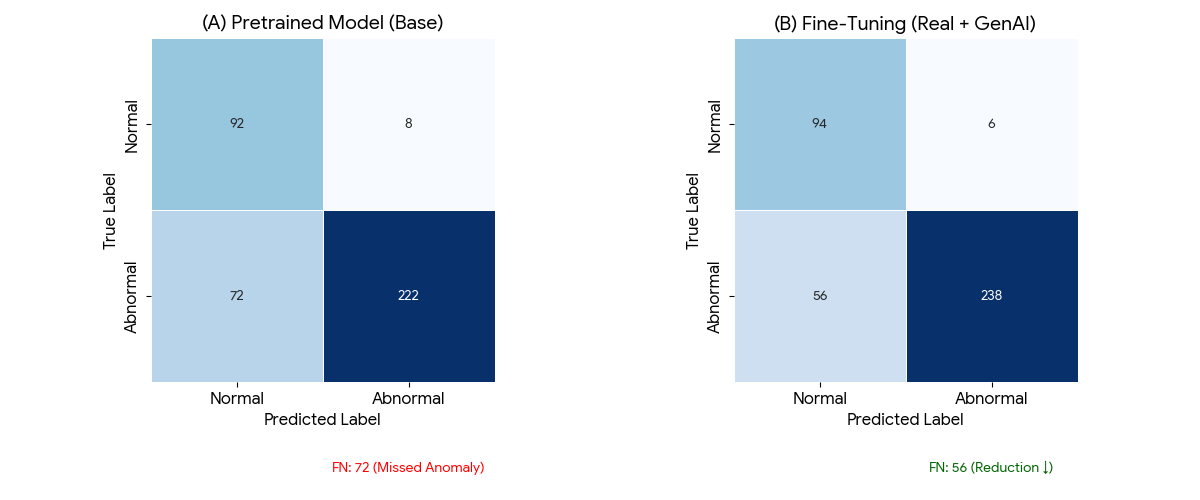 (A) Pretrained Model (Base)
Normal
92
8
True Label
Abnormal
72
222
Normal
Abnormal
Predicted Label
FN: 72 (Missed Anomaly)
(B) Fine-Tuning (Real + GenAI)
Normal
94
6
True Label
Abnormal
56
238
Normal
Abnormal
Predicted Label
FN: 56 (Reduction ↓)